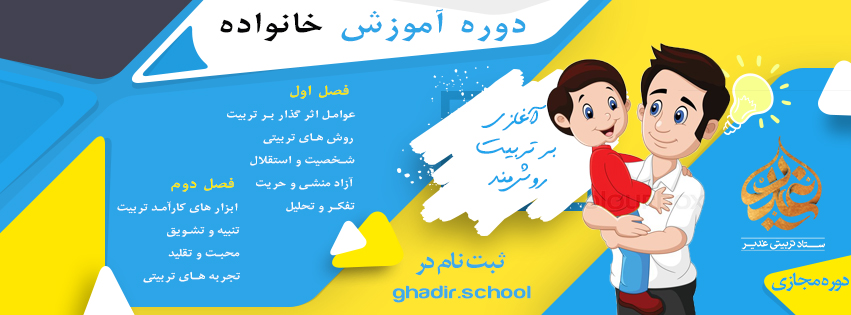 دوره آموزش خانواده
فصل اول
عوامل اثر گذار بر تربیت
روش های تربیتی
شخصیت و استقلال
آزاد منشی و حریت
تفکر و تحلیل
فصل دوم
ابزار های کارآمد تربیت
تنبیه و تشویق
محبت و تقلید
تجربه های تربیتی
آغازی
بر تربیت
روش‌مند
ثبت نام در
ghadir.school
غدیر
ستاد تربیتی غدیر
دوره مجازی